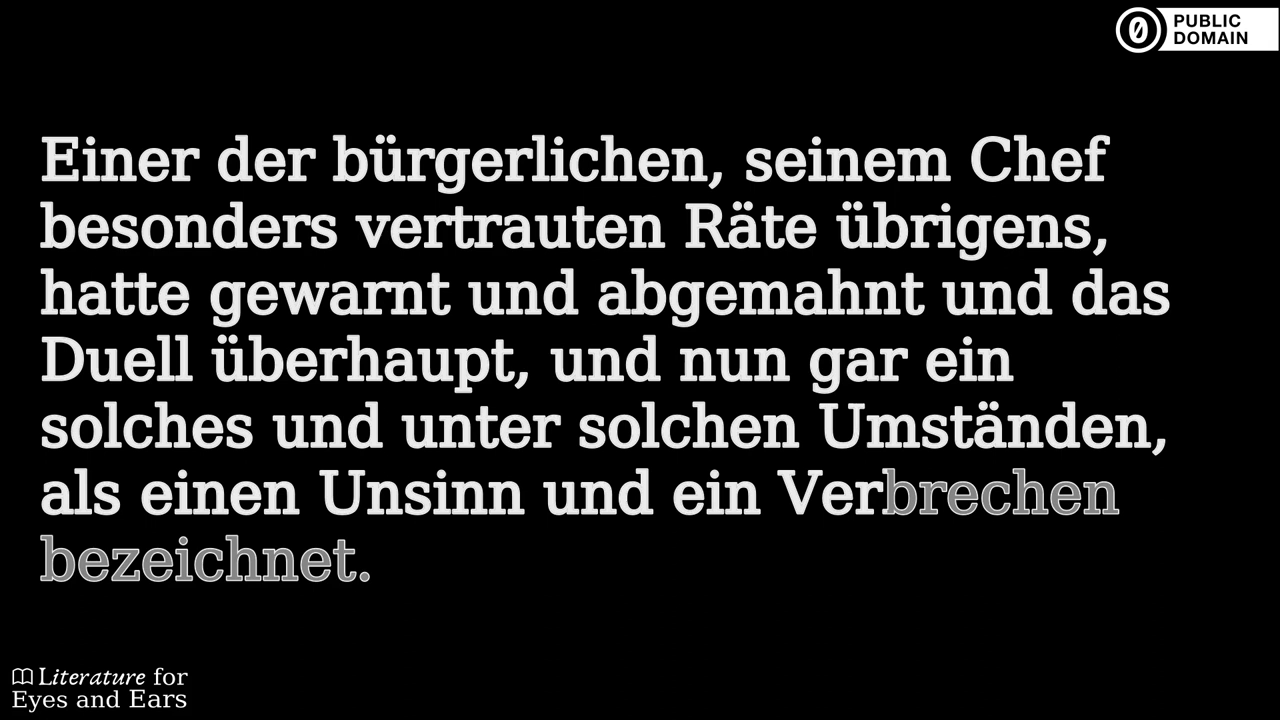 PUBLIC
DOMAIN
Einer der bürgerlichen, seinem Chef
besonders vertrauten Räte übrigens,
hatte gewarnt und abgemahnt und das
Duell überhaupt, und nun gar ein
solches und unter solchen Umständen,
als einen Unsinn und ein Verbrechen
bezeichnet.
Literature for
Eyes and Ears